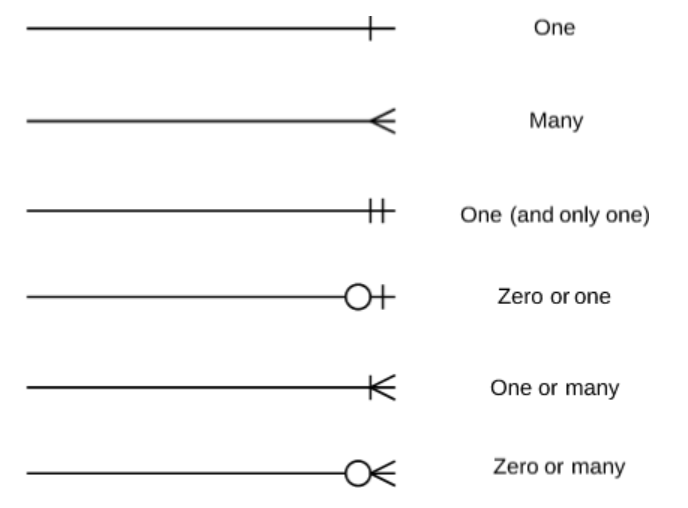 One
Many
One (and only one)
Zero or one
One or many
Zero or many